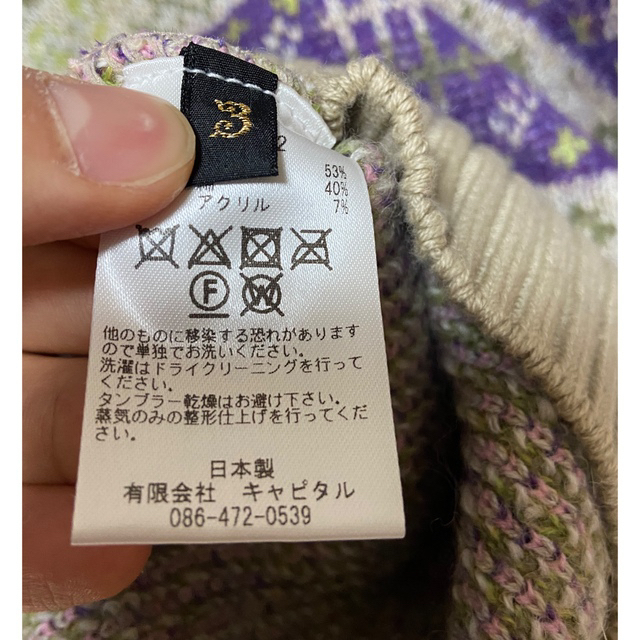 3
2
53%
40%
アクリル 7%
F W
他のものに移染する恐れがあります
ので単独でお洗いください。
洗濯はドライクリーニングを行って
ください。
タンブラー乾燥はお避け下さい。
蒸気のみの整形仕上げを行ってくだ
さい。
日本製
有限会社 キャピタル
086-472-0539